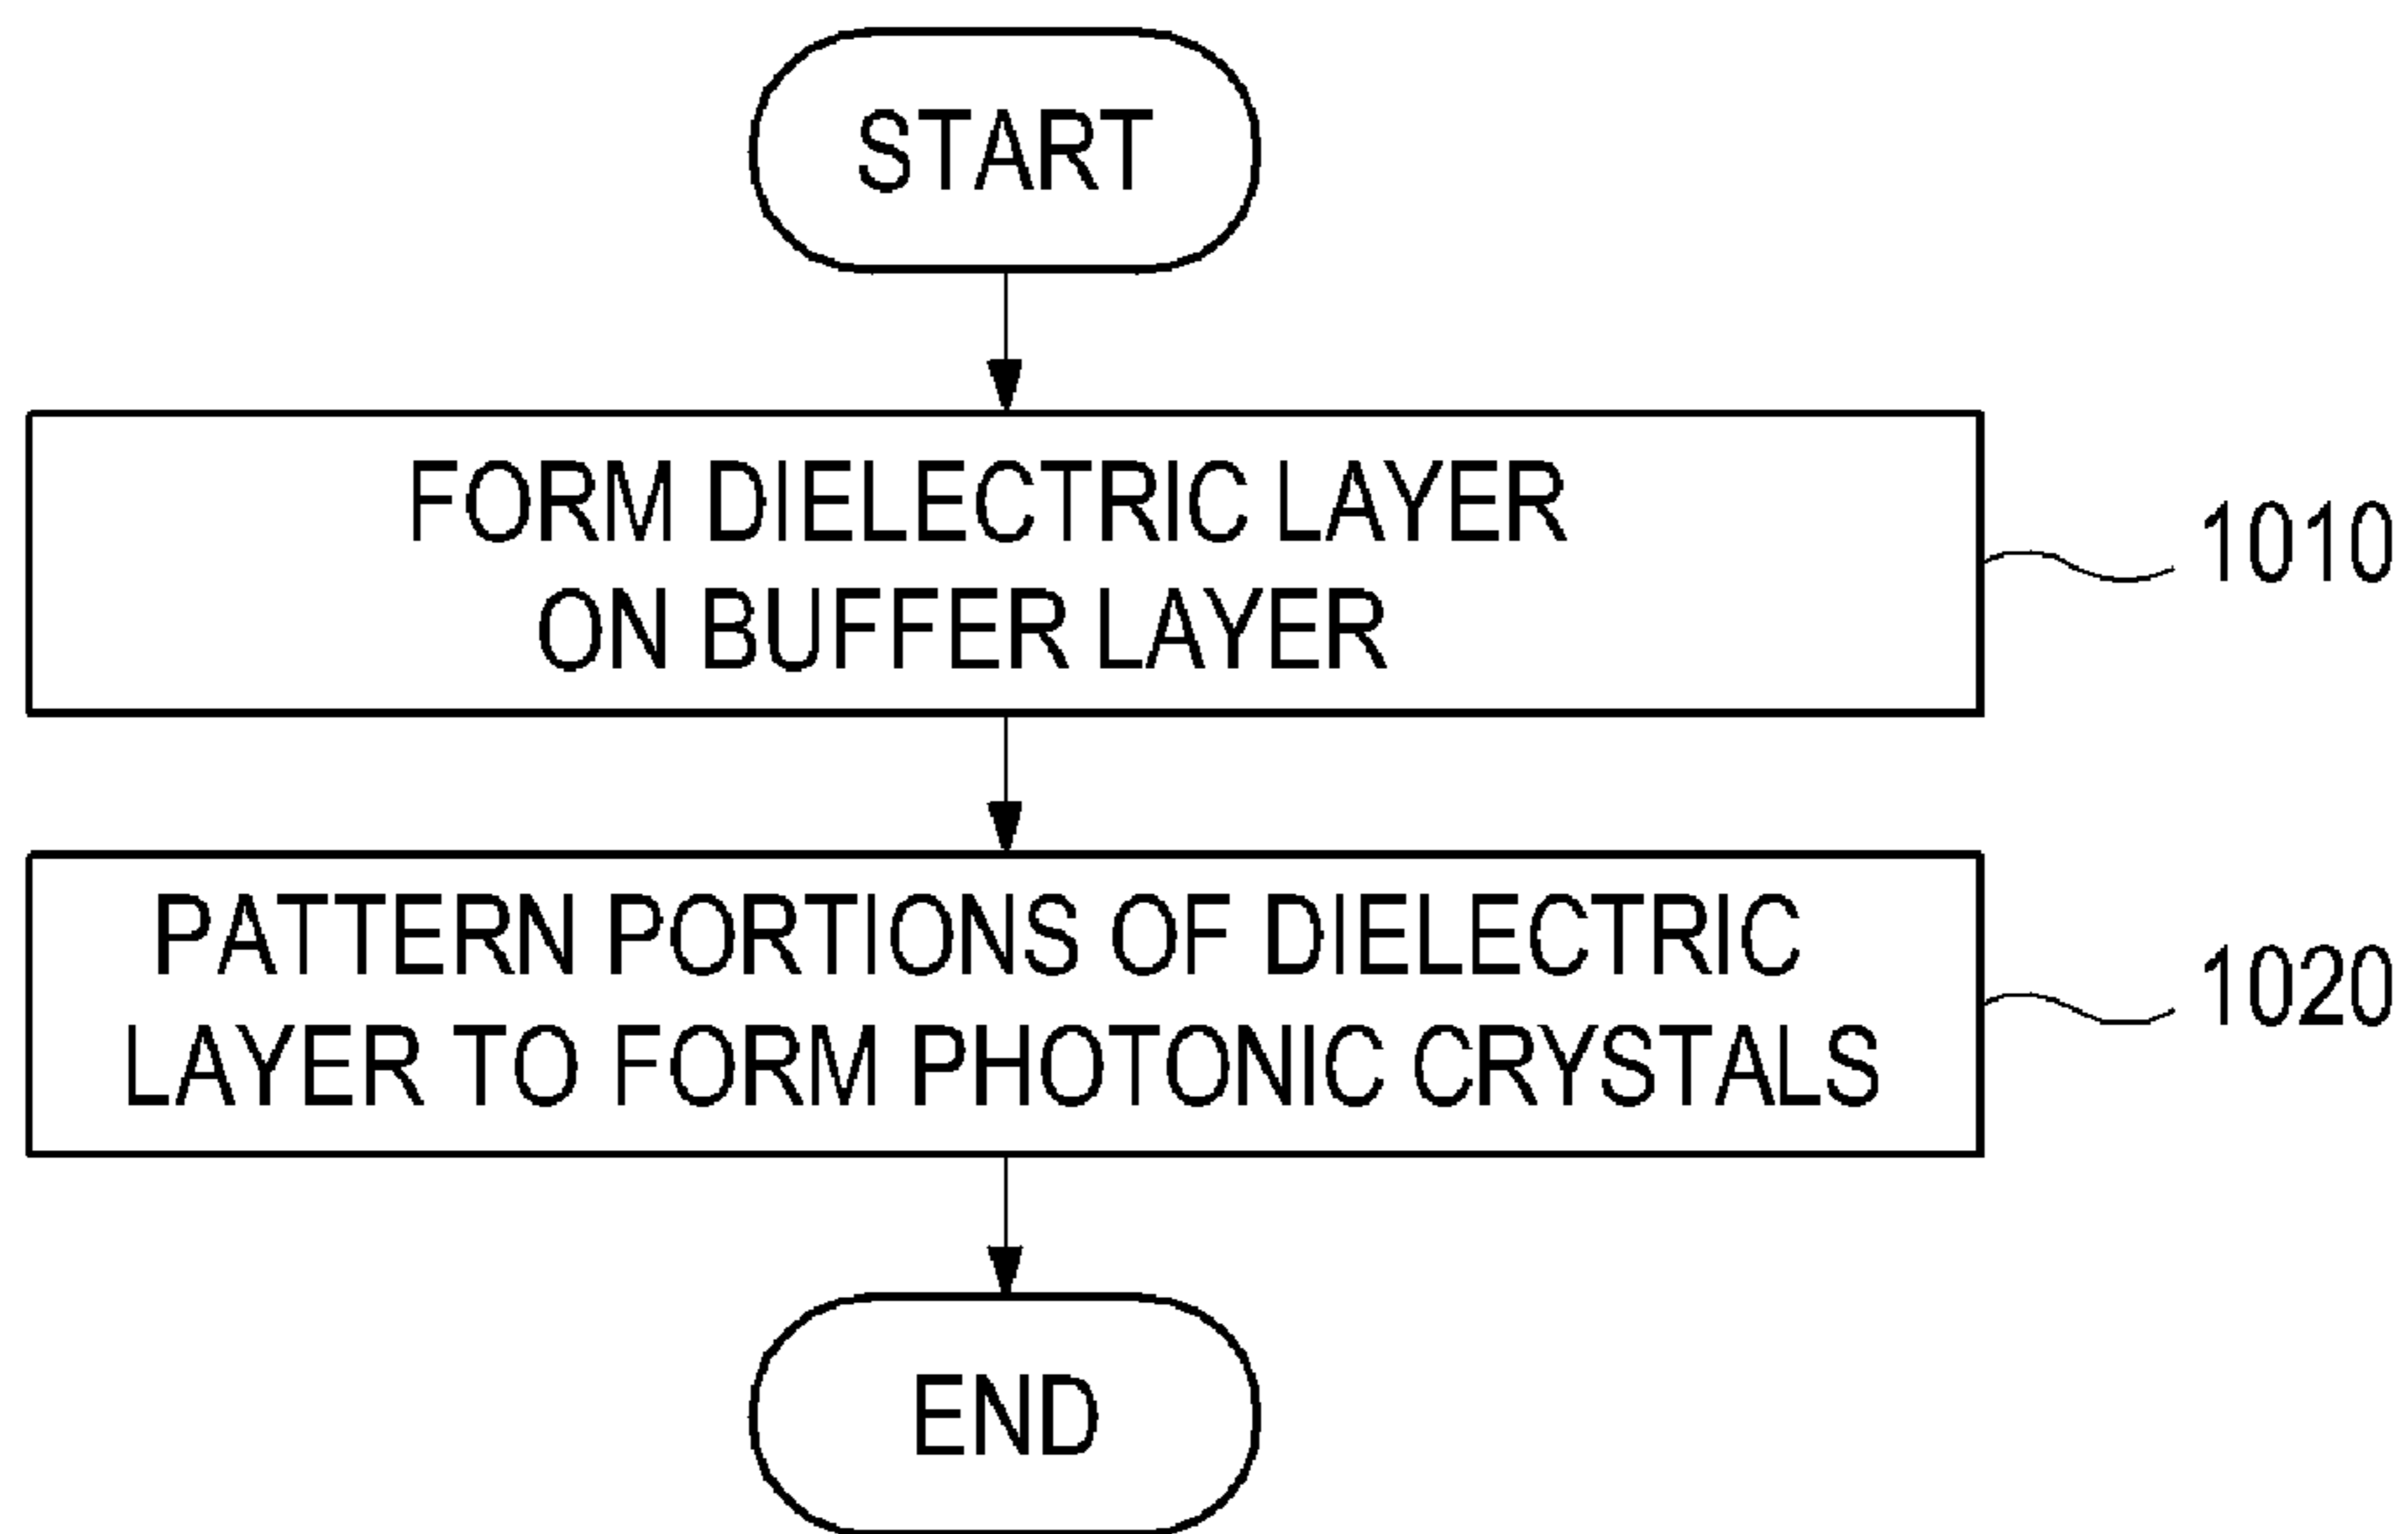 START
FORM DIELECTRIC LAYER
ON BUFFER LAYER
1010
PATTERN PORTIONS OF DIELECTRIC
LAYER TO FORM PHOTONIC CRYSTALS
1020
END